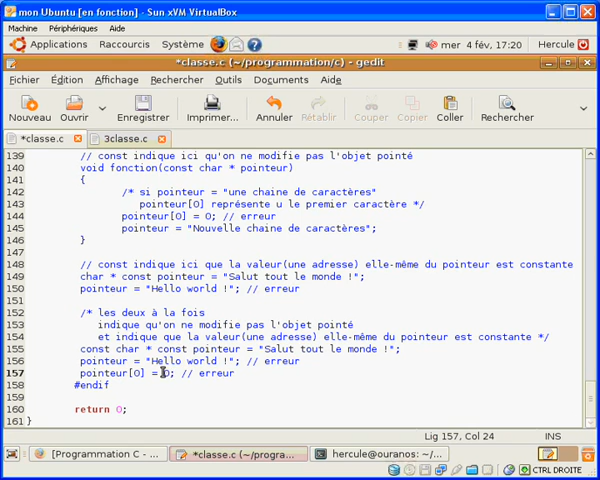 mon Ubuntu [en fonction] - Sun xVM VirtualBox
Machine Périphériques Aide
Applications Raccourcis Système mer 4 fév, 17:20 Hercule
*classe.c (~/programmation/c) - gedit
Fichier Édition Affichage Rechercher Outils Documents Aide
Nouveau Ouvrir Enregistrer Imprimer... Annuler Rétablir Couper Copier Coller Rechercher
*classe.c 3classe.c
139 // const indique ici qu'on ne modifie pas l'objet pointé
140 void fonction(const char * pointeur)
141 {
142 /* si pointeur = "une chaine de caractères"
143 pointeur[0] représente u le premier caractère */
144 pointeur[0] = 0; // erreur
145 pointeur = "Nouvelle chaine de caractères";
146 }
147
148 // const indique ici que la valeur(une adresse) elle-même du pointeur est constante
149 char * const pointeur = "Salut tout le monde !";
150 pointeur = "Hello world !"; // erreur
151
152 /* les deux à la fois
153 indique qu'on ne modifie pas l'objet pointé
154 et indique que la valeur(une adresse) elle-même du pointeur est constante */
155 const char * const pointeur = "Salut tout le monde !";
156 pointeur = "Hello world !"; // erreur
157 pointeur[0] = 0; // erreur
158 #endif
159
160 return 0;
161 }
Lig 157, Col 24 INS
[Programmation C - ... *classe.c (~/progra... hercule@ouranos: ~/...
CTRL DROITE